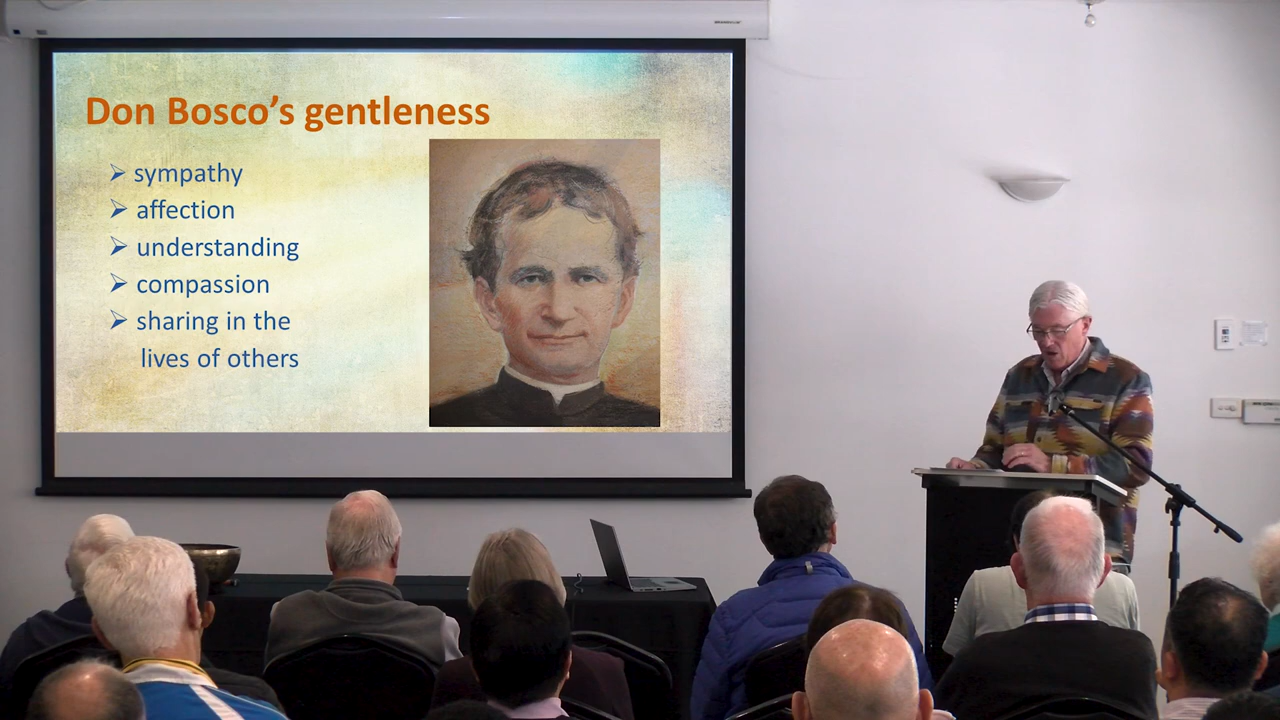 Don Bosco's gentleness
➢ sympathy
➢ affection
➢ understanding
➢ compassion
➢ sharing in the
lives of others